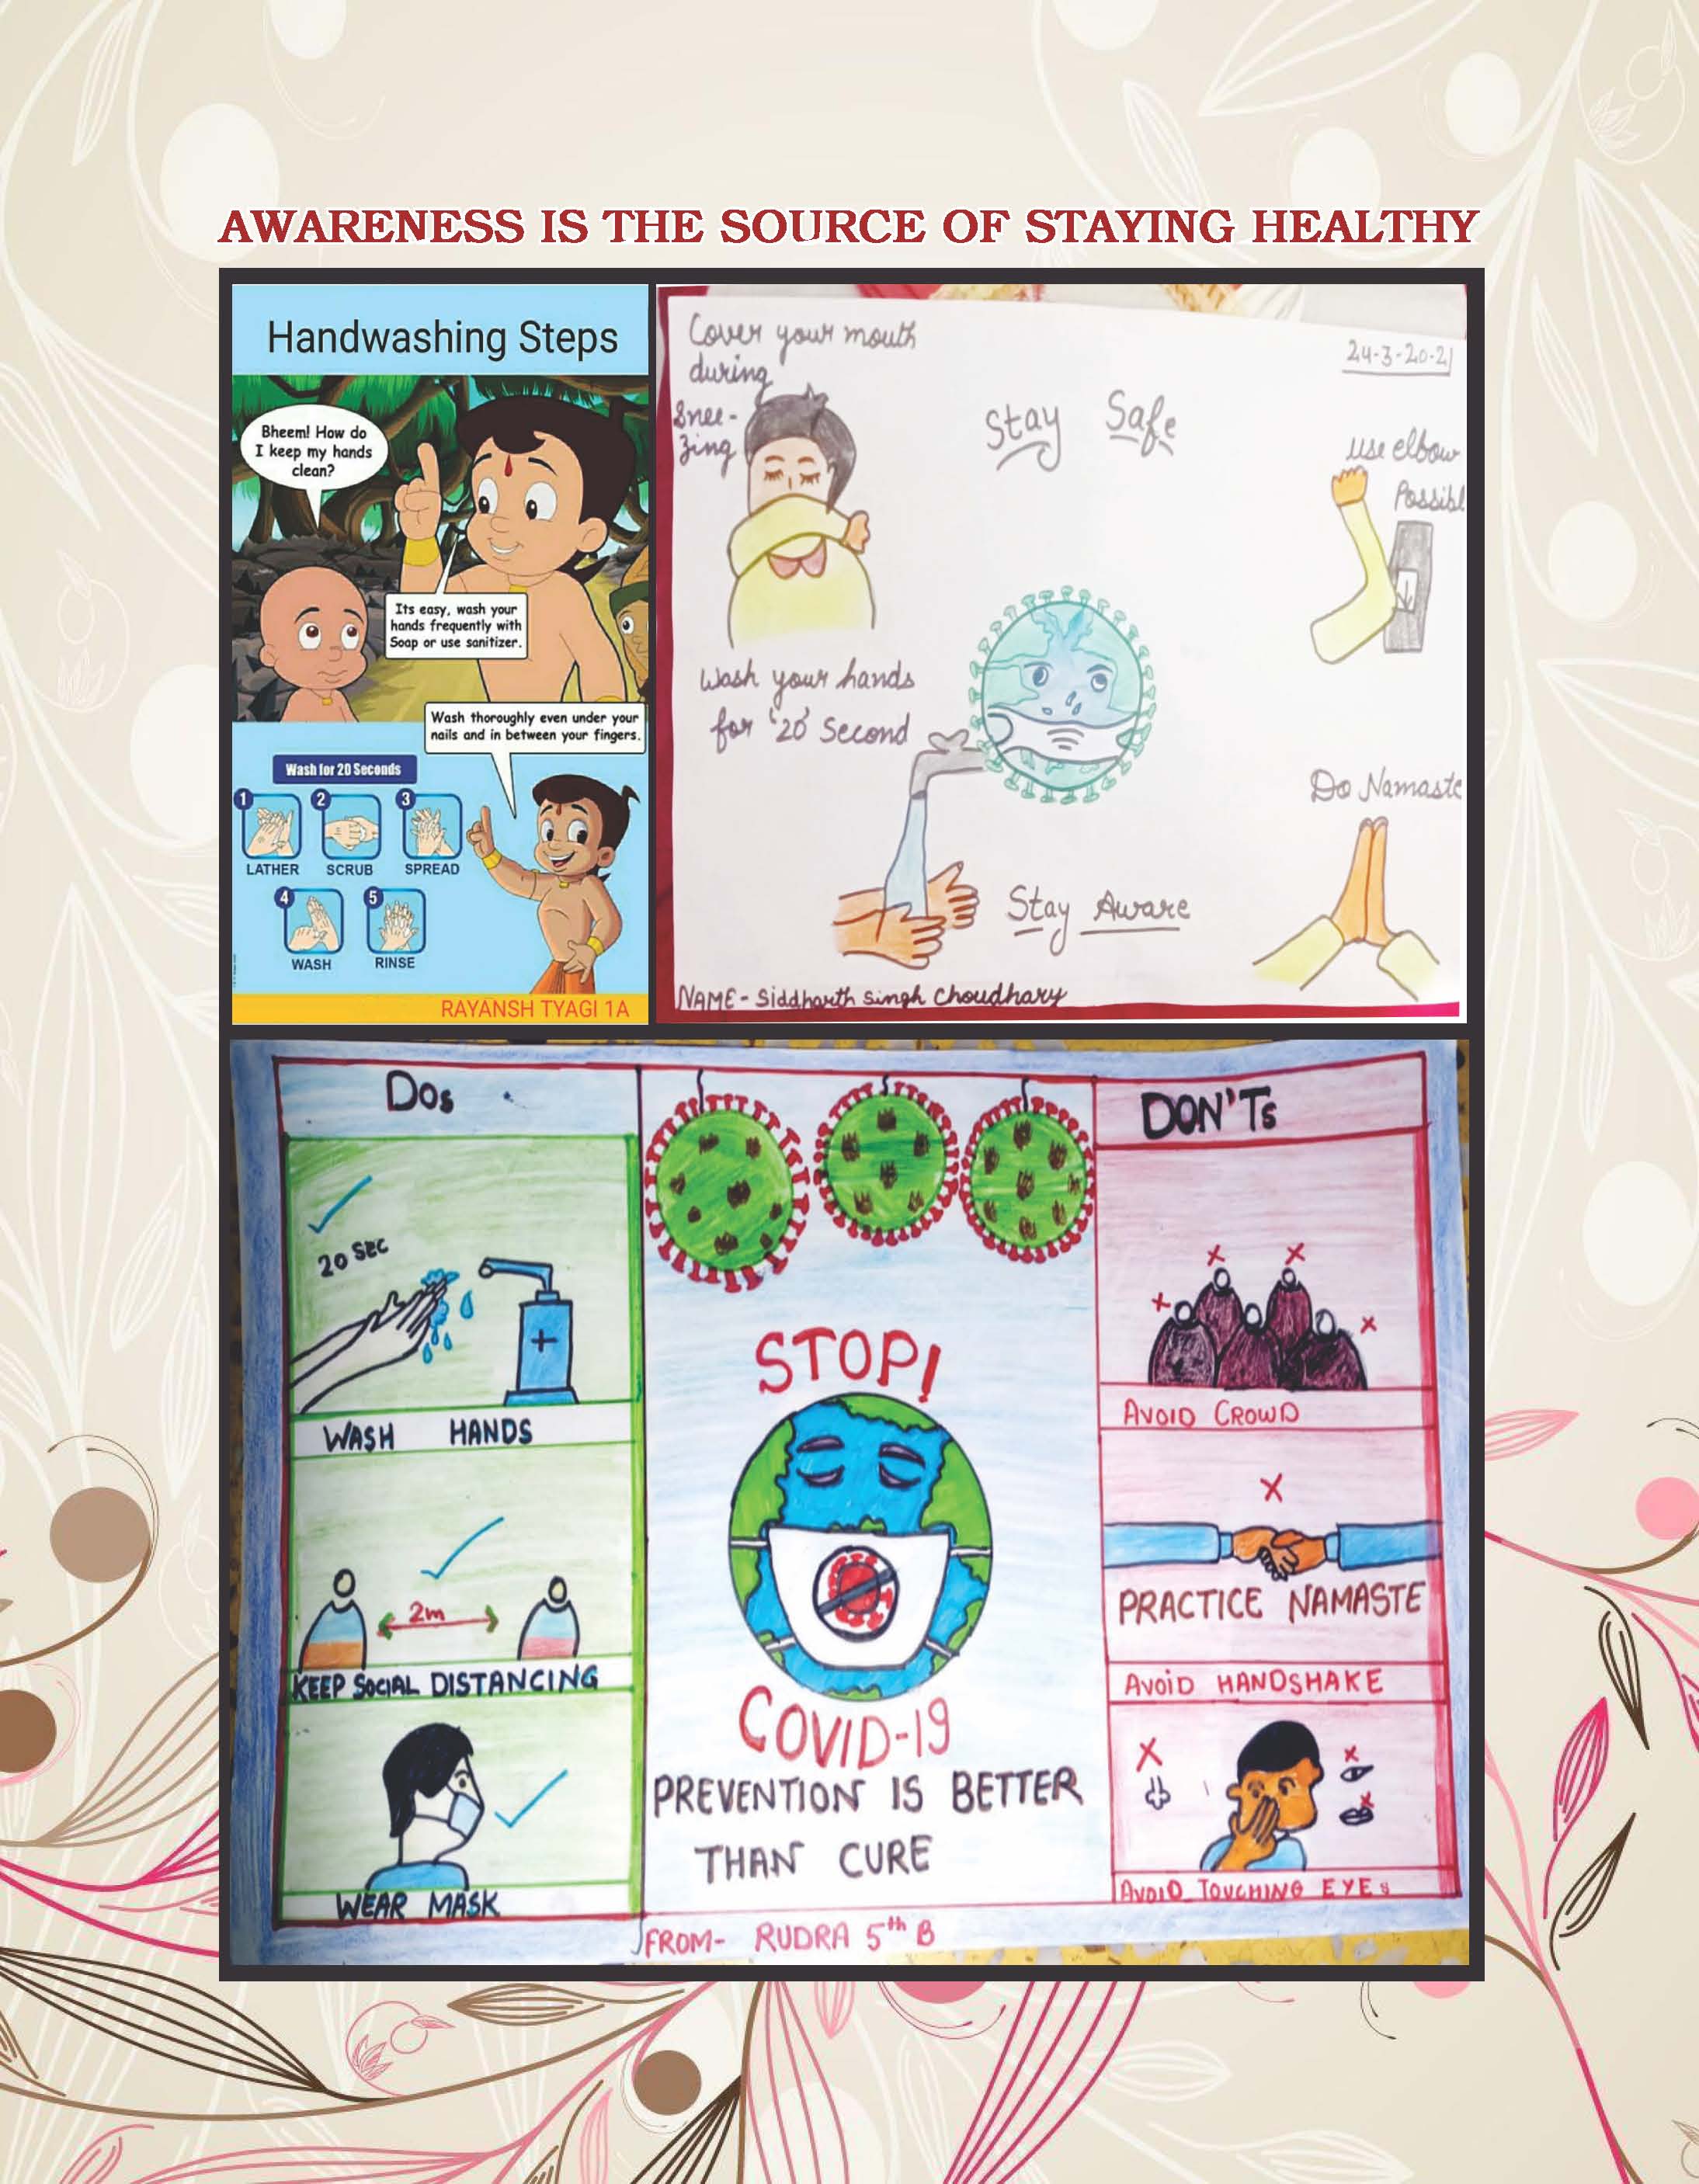 AWARENESS IS THE SOURCE OF STAYING HEALTHY
Handwashing Steps
Bheem! How do
I keep my hands
clean?
Its easy, wash your
hands frequently with
Soap or use sanitizer.
Wash thoroughly even under your
nails and in between your fingers.
Wash for 20 Seconds
1 2 3
LATHER SCRUB SPREAD
4 5
WASH RINSE
RAYANSH TYAGI 1A
Cover your mouth
during
Snee-
zing
24-3-20-21
Stay Safe
use elbow
Possibl
Wash your hands
for '20' Second
Do Namaste
Stay Aware
NAME - Siddharth singh choudhary
Dos
20 SEC
WASH HANDS
2m
KEEP SOCIAL DISTANCING
WEAR MASK
STOP!
COVID-19
PREVENTION IS BETTER
THAN CURE
FROM- RUDRA 5th B
DON'Ts
AVOID CROWD
PRACTICE NAMASTE
AVOID HANDSHAKE
AVOID TOUCHING EYEs